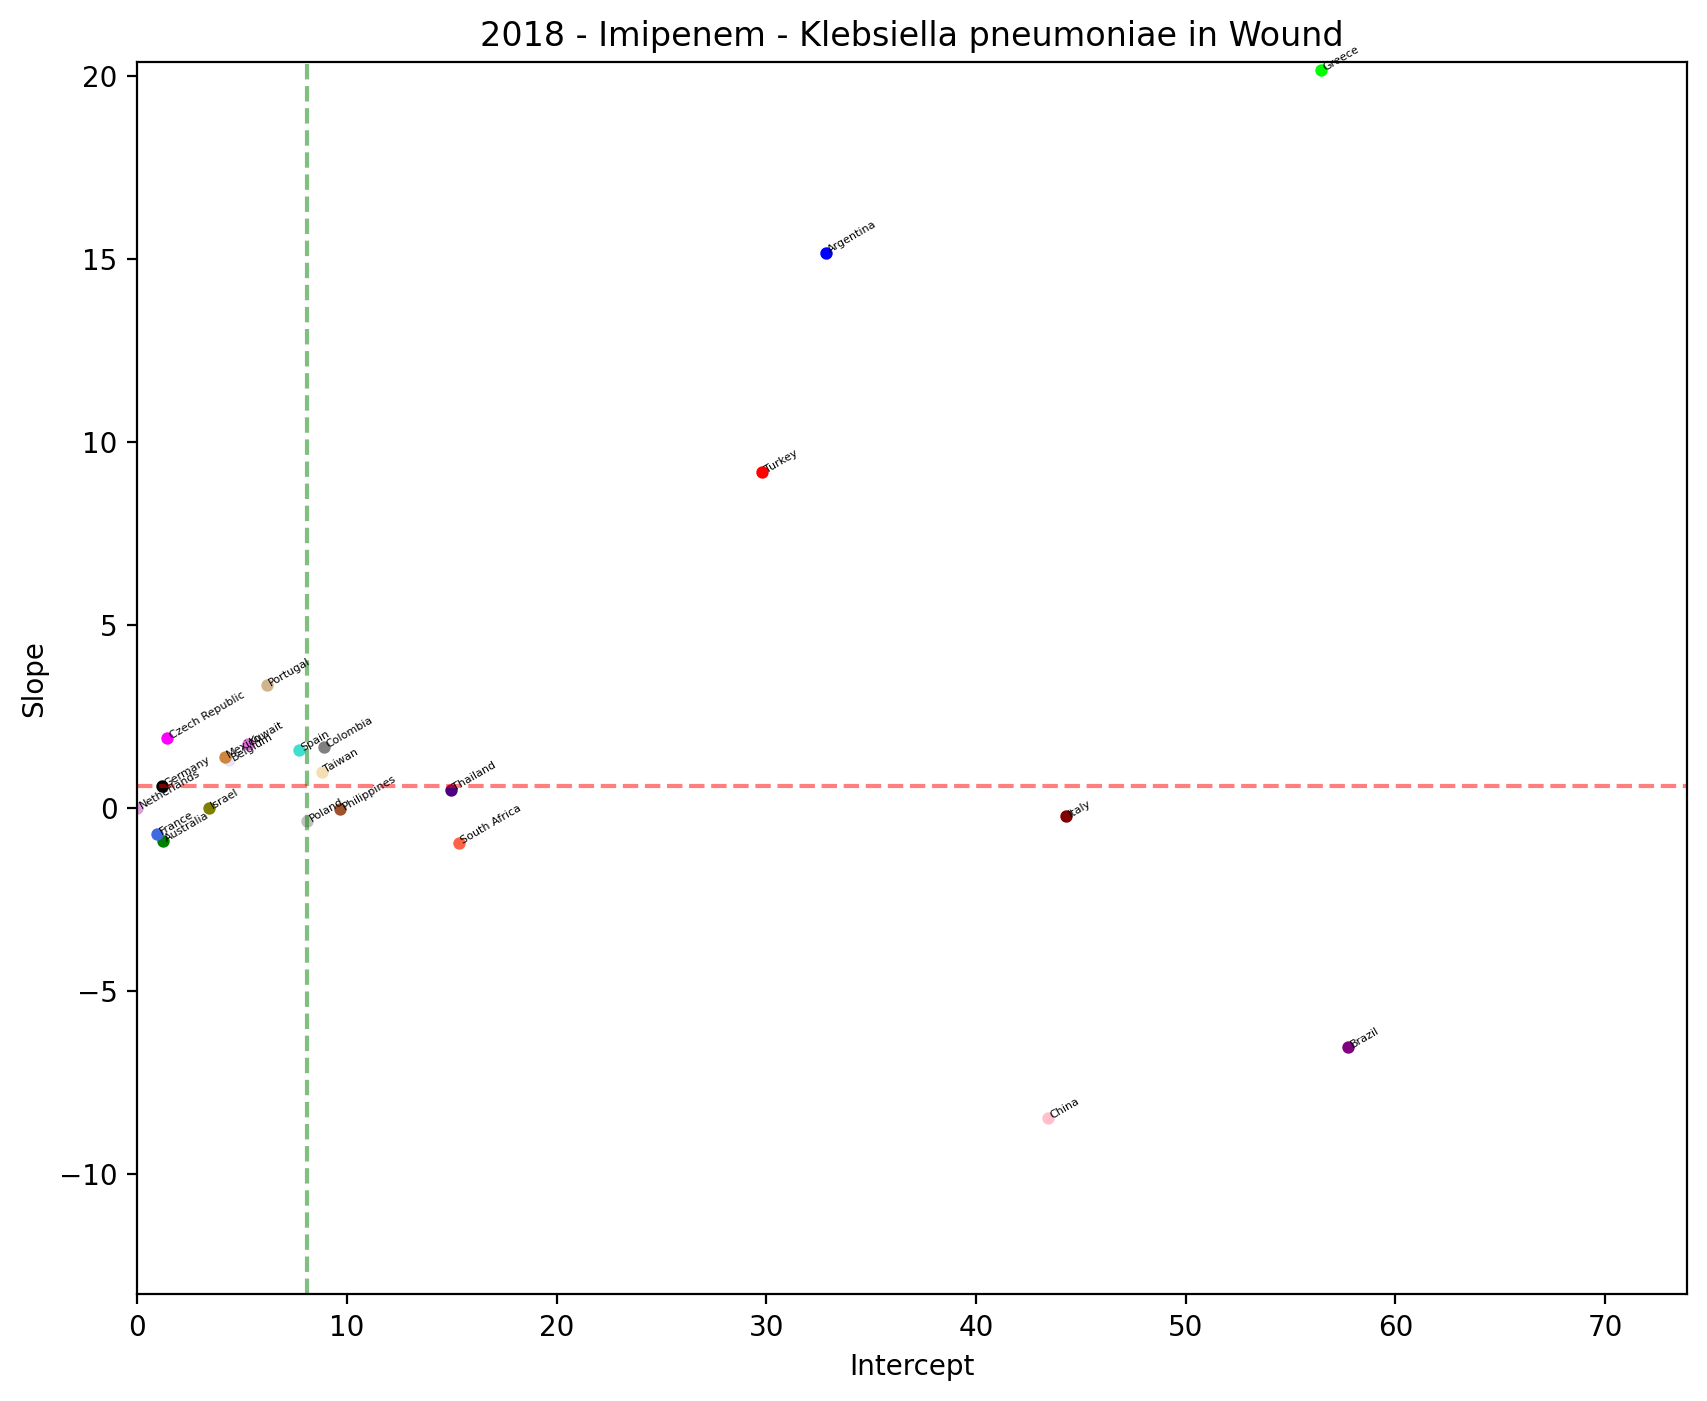 2018 - Imipenem - Klebsiella pneumoniae in Wound
Greece
20
Argentina
15
Turkey
10
5
Portugal
Czech Republic
Mexico
Kuwait
Belgium
Spain
Colombia
Taiwan
Germany
Netherlands
Thailand
0
Israel
Philippines
Poland
France
Australia
South Africa
Italy
−5
Brazil
China
−10
Slope
0 10 20 30 40 50 60 70
Intercept